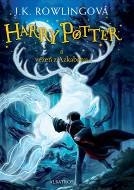 J.K. ROWLINGOVÁ
HARRY POTTER
a
vězeň z Azkabanu
ALBATROS